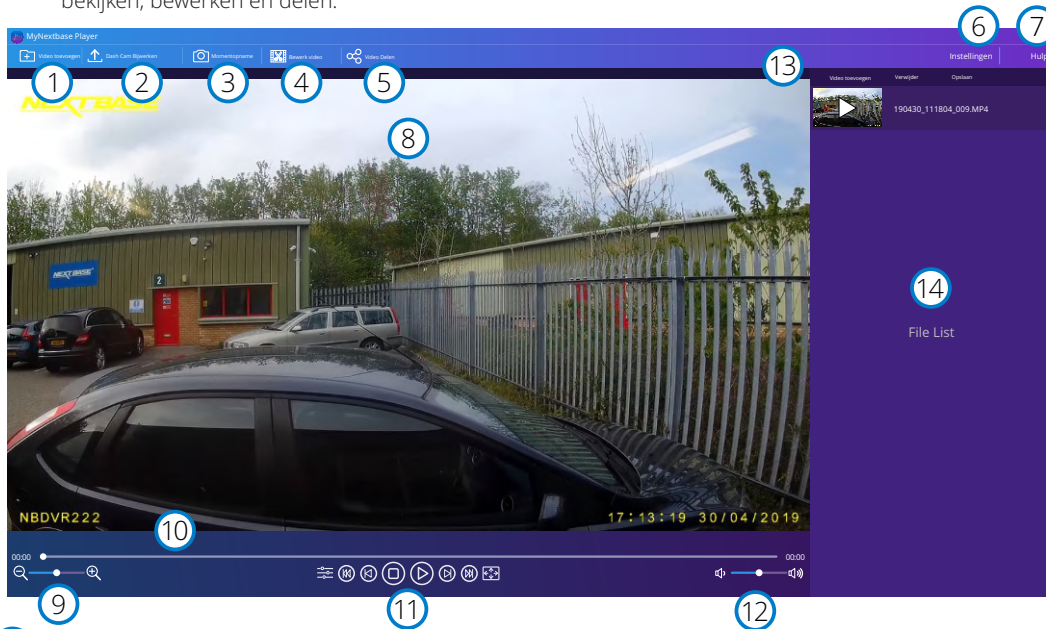 bekijken, bewerken en delen.
MyNextbase Player
6
7
Video toevoegen
Dash Cam Bijwerken
Momentopname
Bewerk video
Video Delen
Instellingen
Hulp
1
2
3
4
5
13
Video toevoegen
Verwijder
Opslaan
NEXTBASE
190430_111804_009.MP4
8
NEXTBASE
2
14
File List
NBDVR222
17:13:19 30/04/2019
10
00:00
00:00
9
11
12